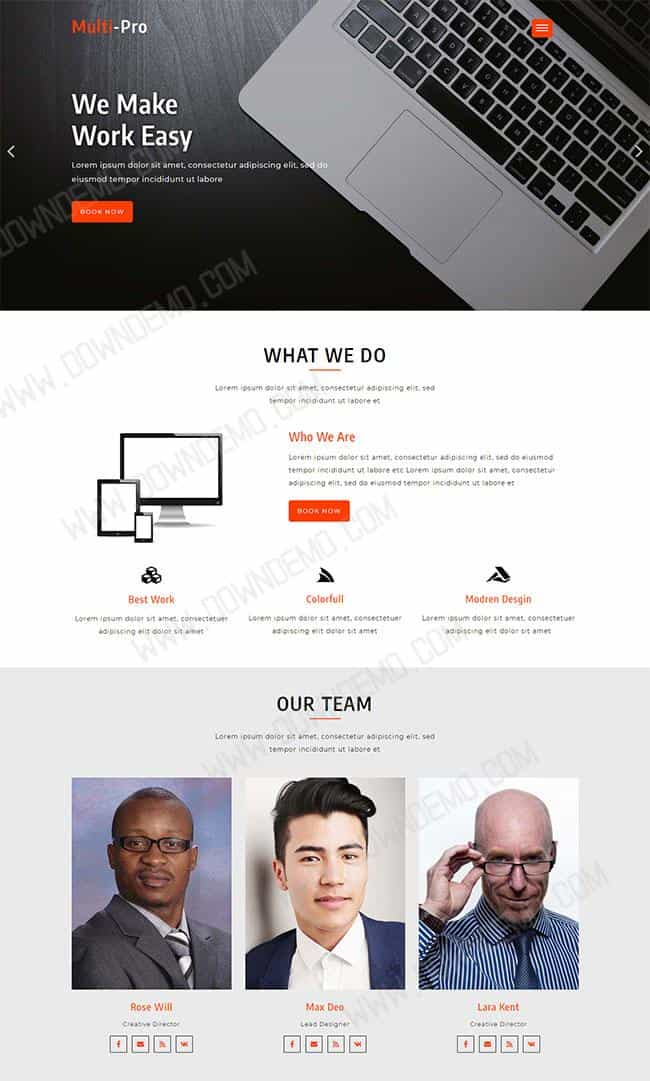 Multi-Pro
We Make
Work Easy
Lorem ipsum dolor sit amet, consectetur adipiscing elit, sed do
eiusmod tempor incididunt ut labore
BOOK NOW
WHAT WE DO
Lorem ipsum dolor sit amet, consectetur adipiscing elit, sed
tempor incididunt ut labore et
Who We Are
Lorem ipsum dolor sit amet, consectetur adipiscing elit, sed do eiusmod
tempor incididunt ut labore etc Lorem ipsum dolor sit amet, consectetur
adipiscing elit, sed do eiusmod tempor incididunt ut labore et
BOOK NOW
Best Work
Lorem ipsum dolor sit amet, consectetuer
adipiscing elit dolor sit amet
Colorfull
Lorem ipsum dolor sit amet, consectetuer
adipiscing elit dolor sit amet
Modren Desgin
Lorem ipsum dolor sit amet, consectetuer
adipiscing elit dolor sit amet
OUR TEAM
Lorem ipsum dolor sit amet, consectetur adipiscing elit, sed
tempor incididunt ut labore et
Rose Will
Creative Director
Max Deo
Lead Designer
Lara Kent
Creative Director
WWW.DOWNDEMO.COM